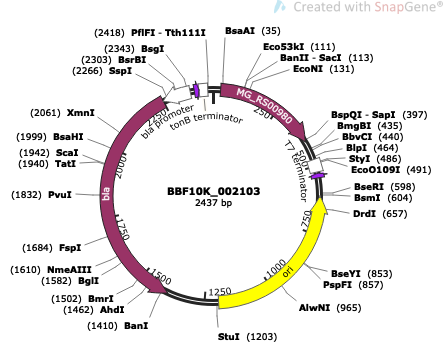 Created with SnapGene®
(2418) PflFI - Tth111I
BsaAI (35)
(2343) BsgI
Eco53kI (111)
(2303) BsrBI
BanII - SacI (113)
(2266) SspI
EcoNI (131)
bla promoter
tonB terminator
MG_RS00980
2250
250
(2061) XmnI
BspQI - SapI (397)
BmgBI (435)
(1999) BsaHI
BbvCI (440)
(1942) ScaI
BlpI (464)
(1940) TatI
StyI (486)
2000
500
T7 terminator
EcoO109I (491)
(1832) PvuI
bla
BBF10K_002103
2437 bp
BseRI (598)
BsmI (604)
DrdI (657)
1750
750
(1684) FspI
(1610) NmeAIII
BseYI (853)
(1582) BglI
PspFI (857)
1500
1000
ori
(1502) BmrI
1250
AlwNI (965)
(1462) AhdI
(1410) BanI
StuI (1203)